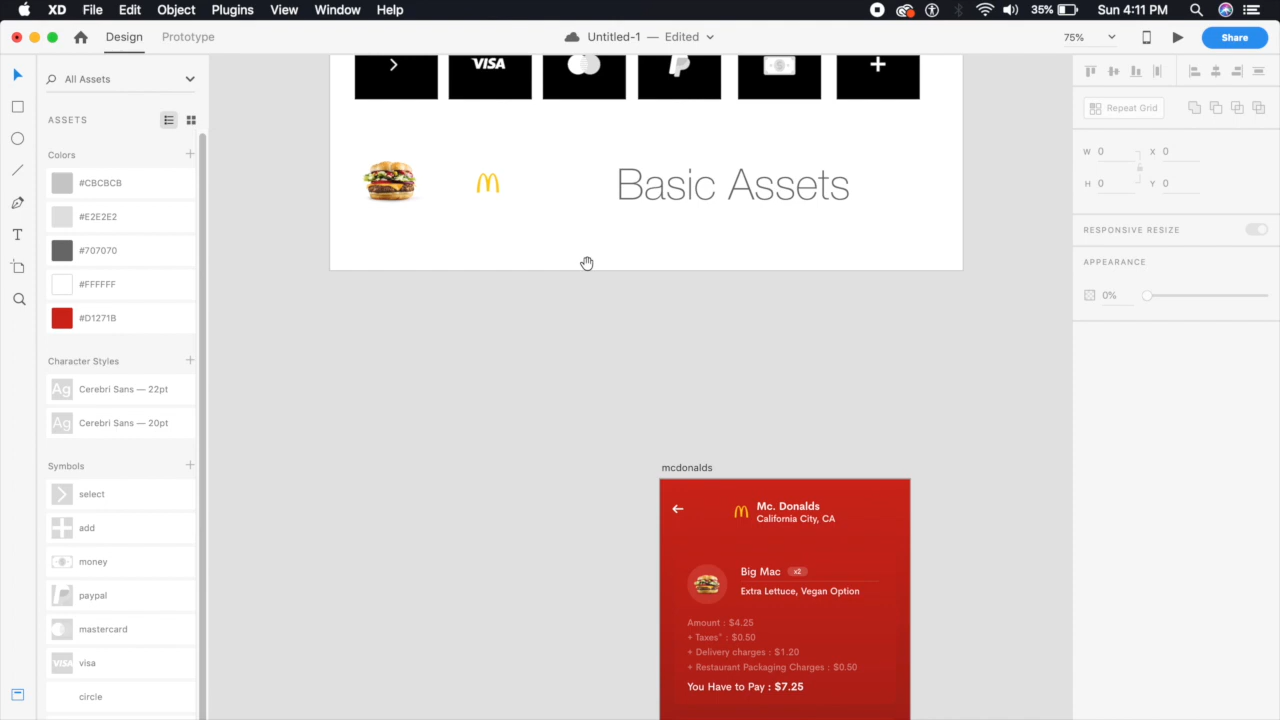 XD File Edit Object Plugins View Window Help
35% Sun 4:11 PM
Design Prototype
Untitled-1 — Edited
75%
Share
All Assets
ASSETS
Colors
#CBCBCB
#E2E2E2
#707070
#FFFFFF
#D1271B
Character Styles
Ag Cerebri Sans — 22pt
Ag Cerebri Sans — 20pt
Symbols
select
add
money
paypal
mastercard
VISA visa
circle
VISA
Basic Assets
mcdonalds
Mc. Donalds
California City, CA
Big Mac x2
Extra Lettuce, Vegan Option
Amount : $4.25
+ Taxes* : $0.50
+ Delivery charges : $1.20
+ Restaurant Packaging Charges : $0.50
You Have to Pay : $7.25
Repeat Grid
W 0 X 0
H 0 Y 0
RESPONSIVE RESIZE
APPEARANCE
0%